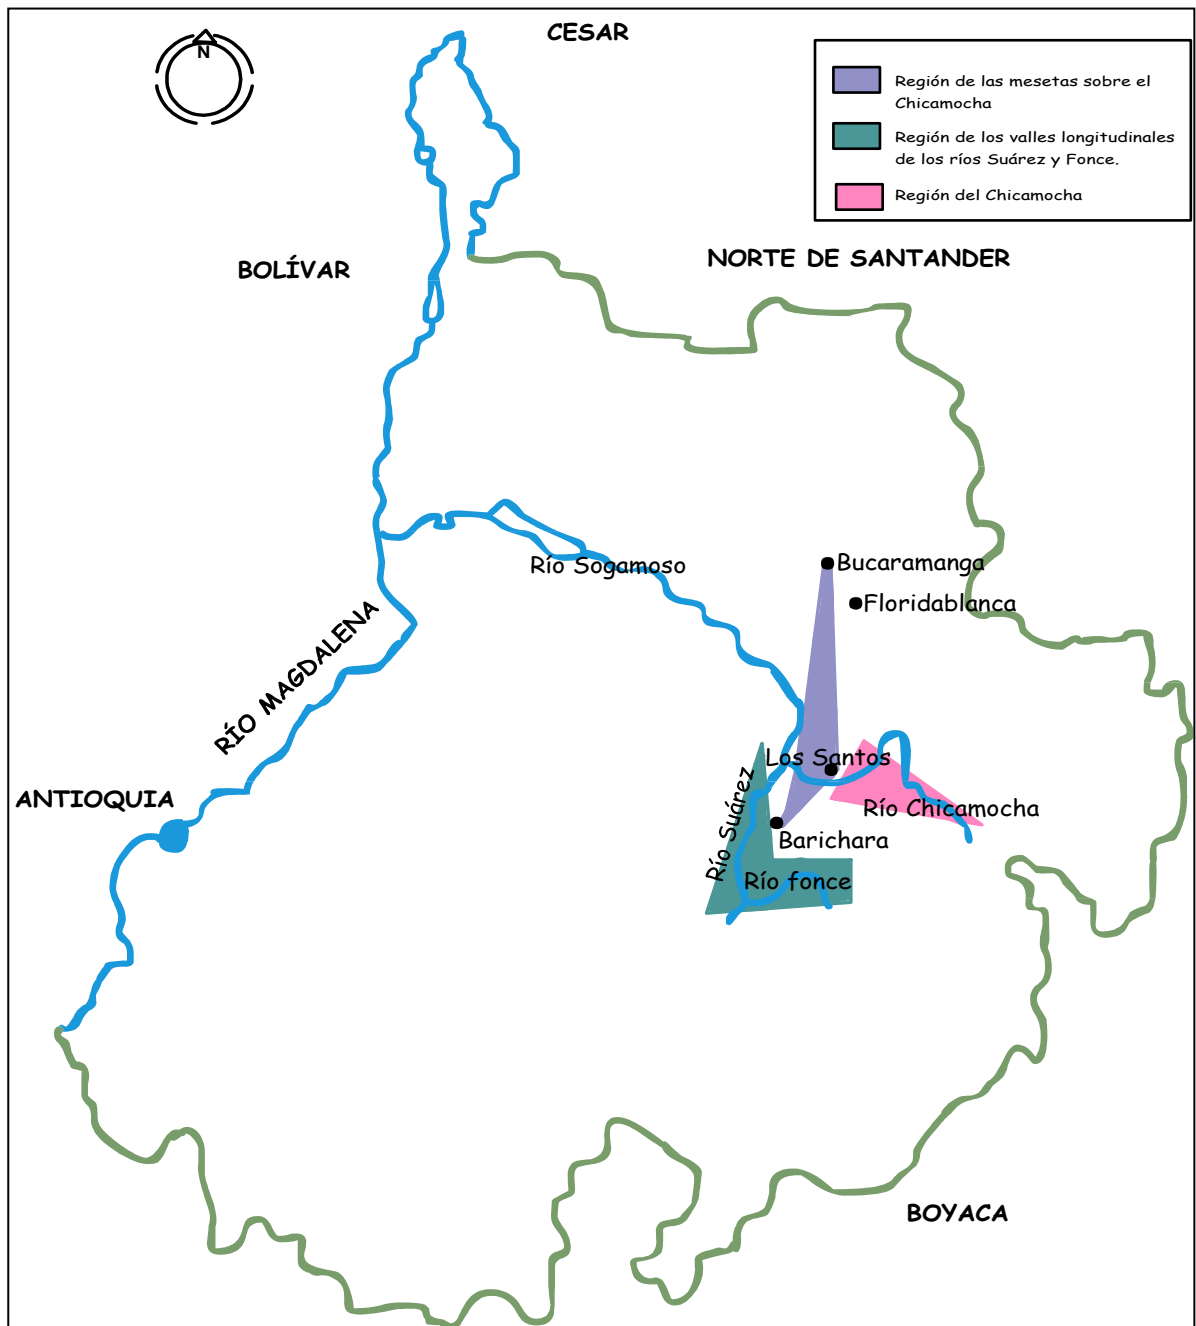 CESAR
N
Región de las mesetas sobre el
Chicamocha
Región de los valles longitudinales
de los ríos Suárez y Fonce.
Región del Chicamocha
NORTE DE SANTANDER
BOLÍVAR
Bucaramanga
Río Sogamoso
Floridablanca
RÍO MAGDALENA
Los Santos
ANTIOQUIA
Río Suárez
Río Chicamocha
Barichara
Río fonce
BOYACA